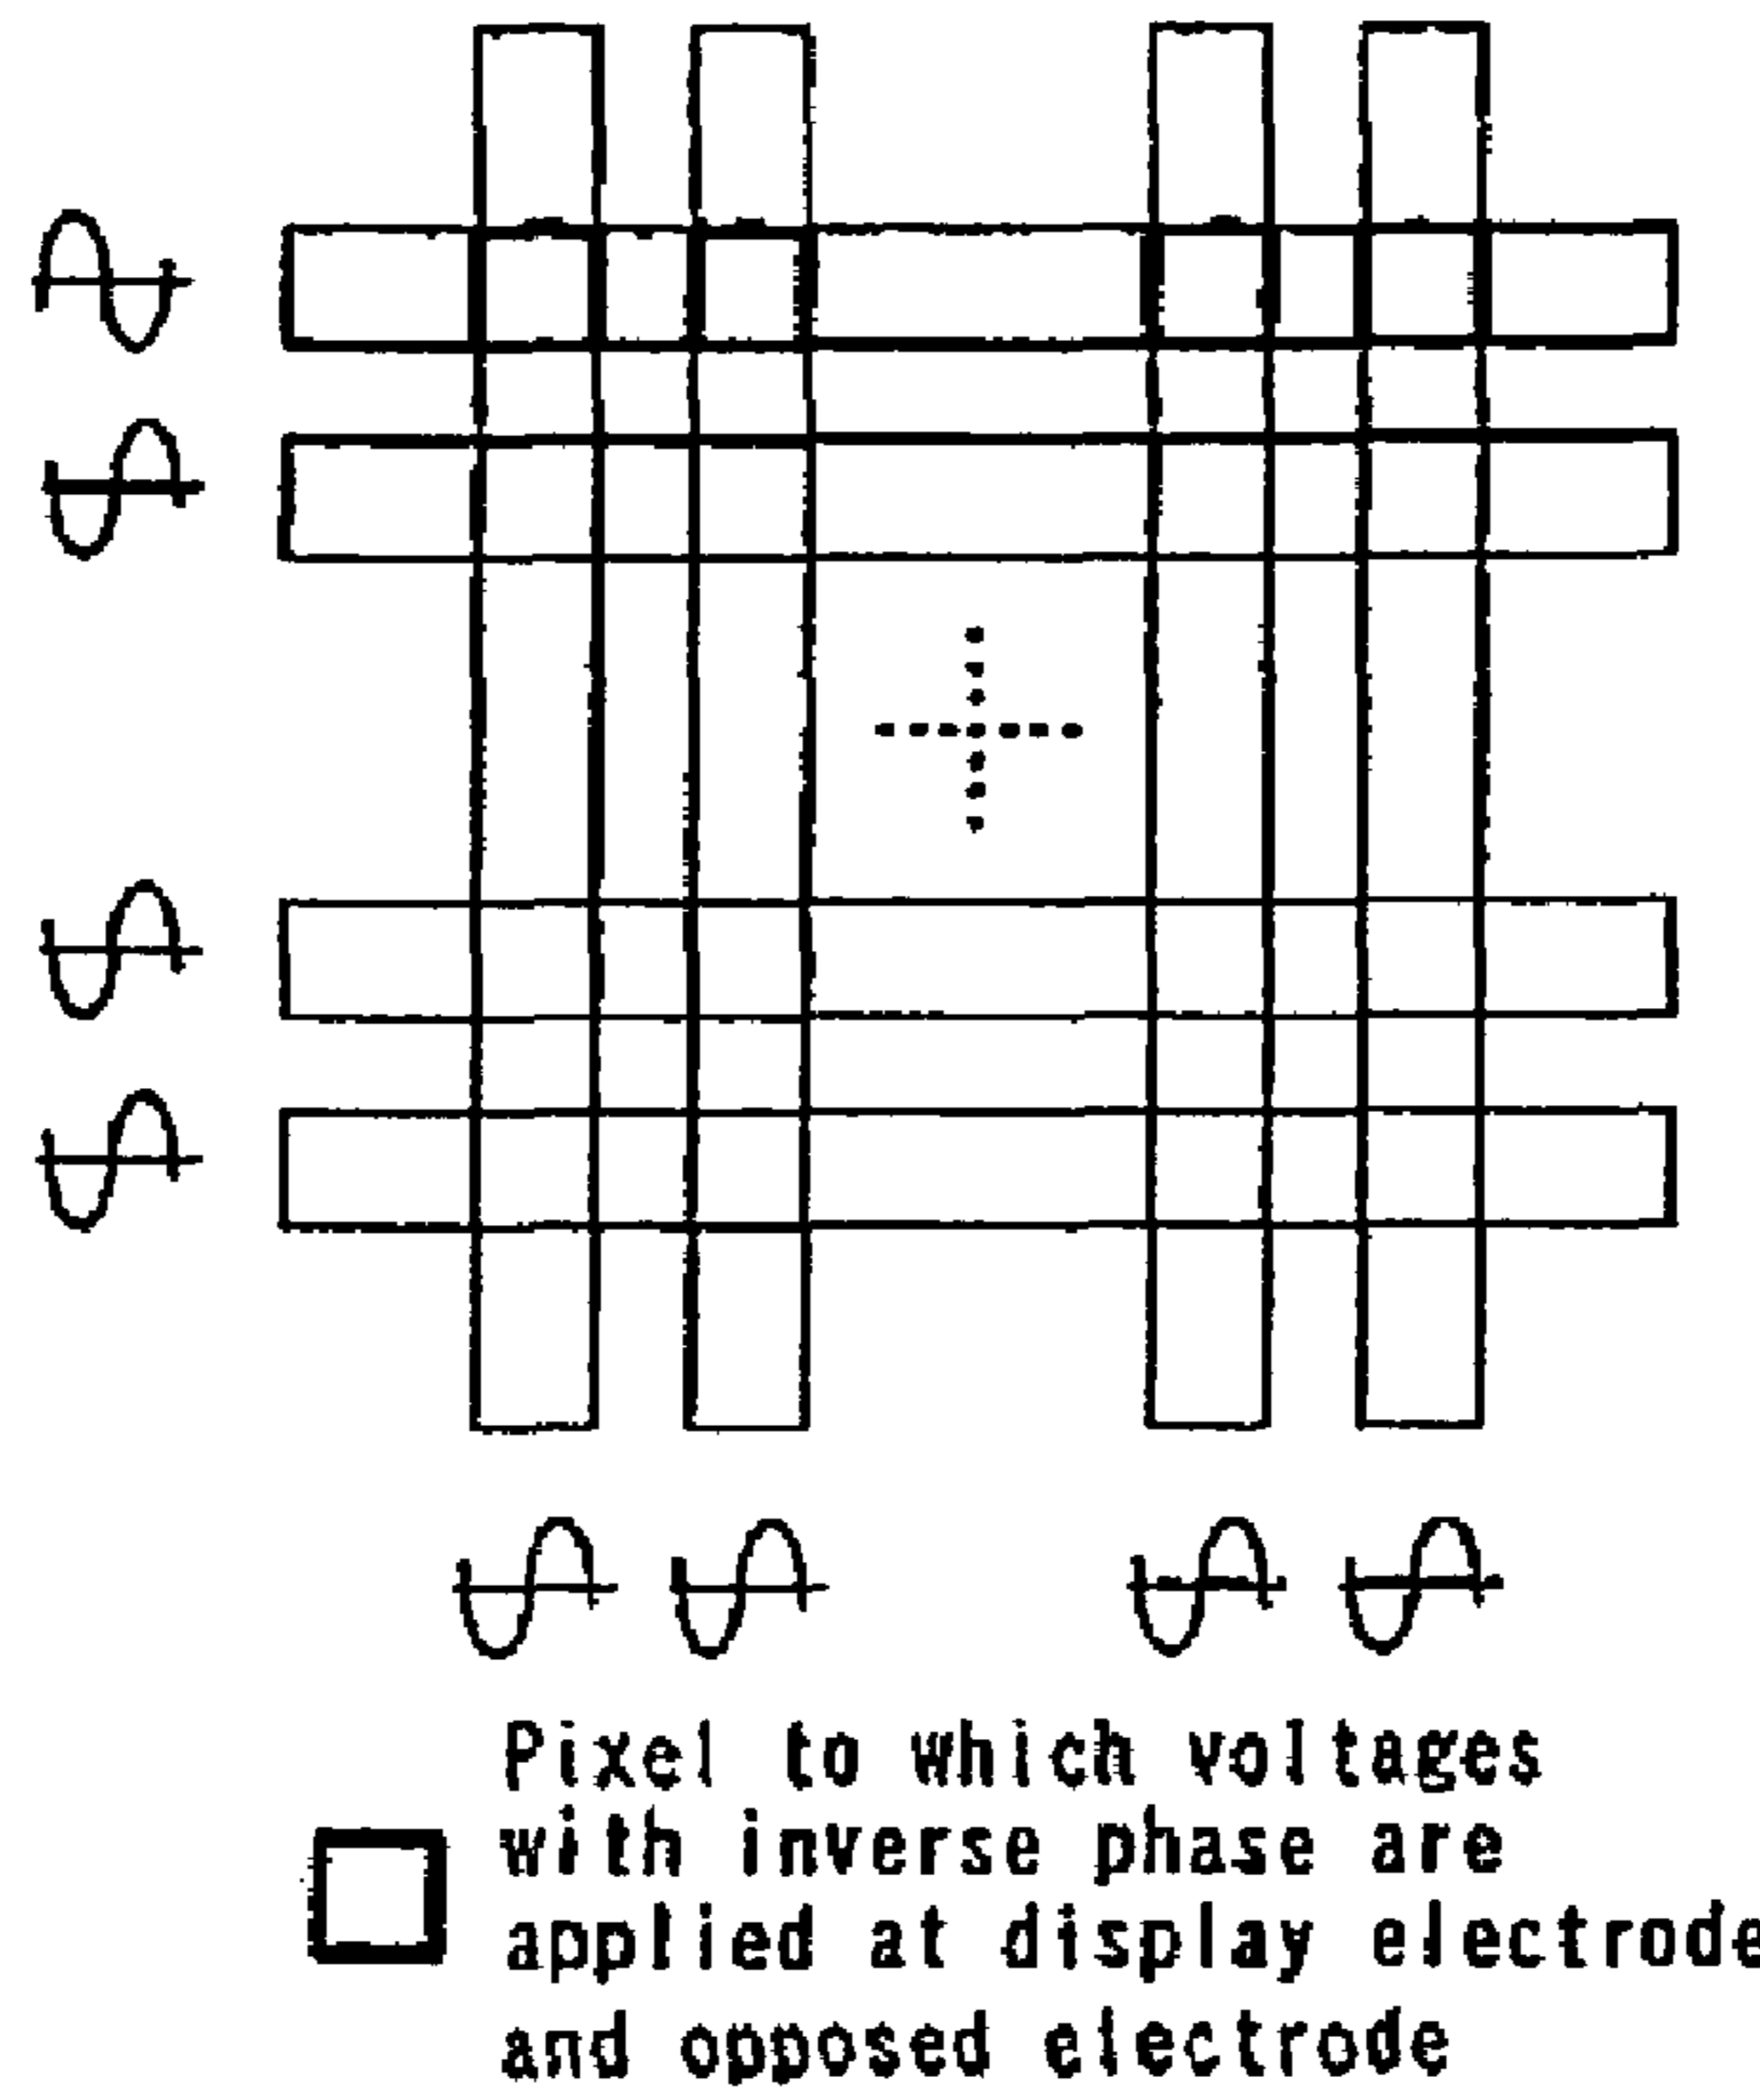 Pixel to which voltages
with inverse phase are
applied at display electrode
and opposed electrode